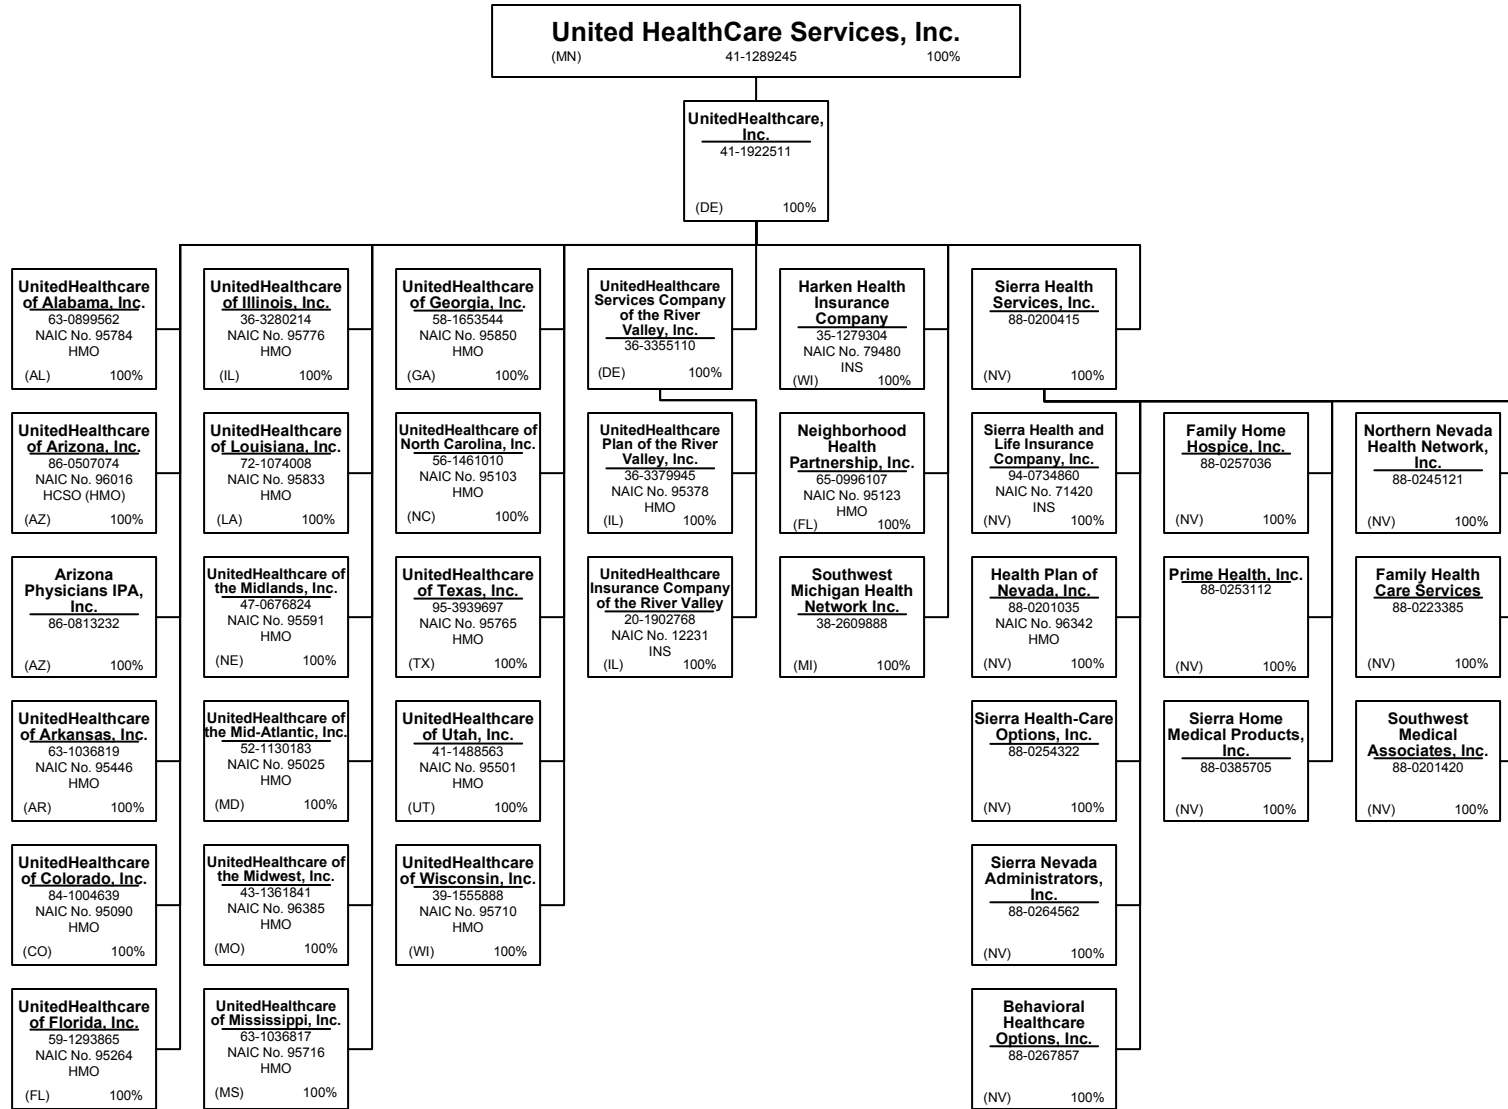 United HealthCare Services, Inc.
(MN) 41-1289245 100%
UnitedHealthcare,
Inc.
41-1922511
(DE) 100%
UnitedHealthcare
of Alabama, Inc.
63-0899562
NAIC No. 95784
HMO
(AL) 100%
UnitedHealthcare
of Illinois, Inc.
36-3280214
NAIC No. 95776
HMO
(IL) 100%
UnitedHealthcare
of Georgia, Inc.
58-1653544
NAIC No. 95850
HMO
(GA) 100%
UnitedHealthcare
Services Company
of the River
Valley, Inc.
36-3355110
(DE) 100%
Harken Health
Insurance
Company
35-1279304
NAIC No. 79480
INS
(WI) 100%
Sierra Health
Services, Inc.
88-0200415
(NV) 100%
UnitedHealthcare
of Arizona, Inc.
86-0507074
NAIC No. 96016
HCSO (HMO)
(AZ) 100%
UnitedHealthcare
of Louisiana, Inc.
72-1074008
NAIC No. 95833
HMO
(LA) 100%
UnitedHealthcare of
North Carolina, Inc.
56-1461010
NAIC No. 95103
HMO
(NC) 100%
UnitedHealthcare
Plan of the River
Valley, Inc.
36-3379945
NAIC No. 95378
HMO
(IL) 100%
Neighborhood
Health
Partnership, Inc.
65-0996107
NAIC No. 95123
HMO
(FL) 100%
Sierra Health and
Life Insurance
Company, Inc.
94-0734860
NAIC No. 71420
INS
(NV) 100%
Family Home
Hospice, Inc.
88-0257036
(NV) 100%
Northern Nevada
Health Network,
Inc.
88-0245121
(NV) 100%
Arizona
Physicians IPA,
Inc.
86-0813232
(AZ) 100%
UnitedHealthcare of
the Midlands, Inc.
47-0676824
NAIC No. 95591
HMO
(NE) 100%
UnitedHealthcare
of Texas, Inc.
95-3939697
NAIC No. 95765
HMO
(TX) 100%
UnitedHealthcare
Insurance Company
of the River Valley
20-1902768
NAIC No. 12231
INS
(IL) 100%
Southwest
Michigan Health
Network Inc.
38-2609888
(MI) 100%
Health Plan of
Nevada, Inc.
88-0201035
NAIC No. 96342
HMO
(NV) 100%
Prime Health, Inc.
88-0253112
(NV) 100%
Family Health
Care Services
88-0223385
(NV) 100%
UnitedHealthcare
of Arkansas, Inc.
63-1036819
NAIC No. 95446
HMO
(AR) 100%
UnitedHealthcare of
the Mid-Atlantic, Inc.
52-1130183
NAIC No. 95025
HMO
(MD) 100%
UnitedHealthcare
of Utah, Inc.
41-1488563
NAIC No. 95501
HMO
(UT) 100%
Sierra Health-Care
Options, Inc.
88-0254322
(NV) 100%
Sierra Home
Medical Products,
Inc.
88-0385705
(NV) 100%
Southwest
Medical
Associates, Inc.
88-0201420
(NV) 100%
UnitedHealthcare
of Colorado, Inc.
84-1004639
NAIC No. 95090
HMO
(CO) 100%
UnitedHealthcare of
the Midwest, Inc.
43-1361841
NAIC No. 96385
HMO
(MO) 100%
UnitedHealthcare
of Wisconsin, Inc.
39-1555888
NAIC No. 95710
HMO
(WI) 100%
Sierra Nevada
Administrators,
Inc.
88-0264562
(NV) 100%
UnitedHealthcare
of Florida, Inc.
59-1293865
NAIC No. 95264
HMO
(FL) 100%
UnitedHealthcare
of Mississippi, Inc.
63-1036817
NAIC No. 95716
HMO
(MS) 100%
Behavioral
Healthcare
Options, Inc.
88-0267857
(NV) 100%